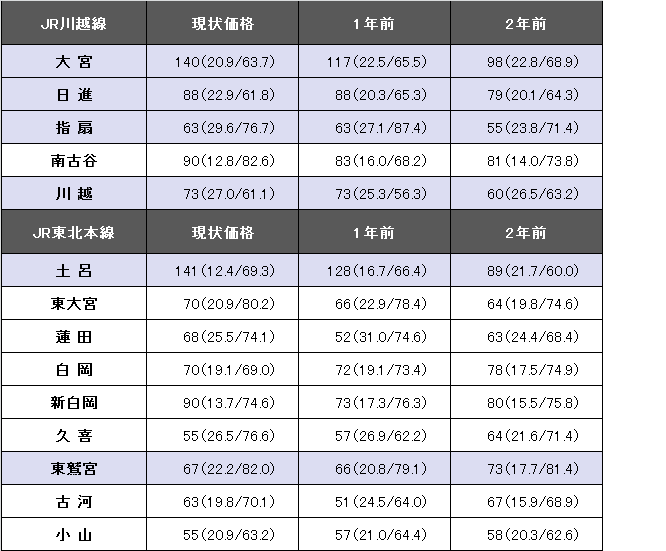 JR川越線 現状価格 1年前 2年前
大 宮 140(20.9/63.7) 117(22.5/65.5) 98(22.8/68.9)
日 進 88(22.9/61.8) 88(20.3/65.3) 79(20.1/64.3)
指 扇 63(29.6/76.7) 63(27.1/87.4) 55(23.8/71.4)
南古谷 90(12.8/82.6) 83(16.0/68.2) 81(14.0/73.8)
川 越 73(27.0/61.1) 73(25.3/56.3) 60(26.5/63.2)
JR東北本線 現状価格 1年前 2年前
土 呂 141(12.4/69.3) 128(16.7/66.4) 89(21.7/60.0)
東大宮 70(20.9/80.2) 66(22.9/78.4) 64(19.8/74.6)
蓮 田 68(25.5/74.1) 52(31.0/74.6) 63(24.4/68.4)
白 岡 70(19.1/69.0) 72(19.1/73.4) 78(17.5/74.9)
新白岡 90(13.7/74.6) 73(17.3/76.3) 80(15.5/75.8)
久 喜 55(26.5/76.6) 57(26.9/62.2) 64(21.6/71.4)
東鷲宮 67(22.2/82.0) 66(20.8/79.1) 73(17.7/81.4)
古 河 63(19.8/70.1) 51(24.5/64.0) 67(15.9/68.9)
小 山 55(20.9/63.2) 57(21.0/64.4) 58(20.3/62.6)